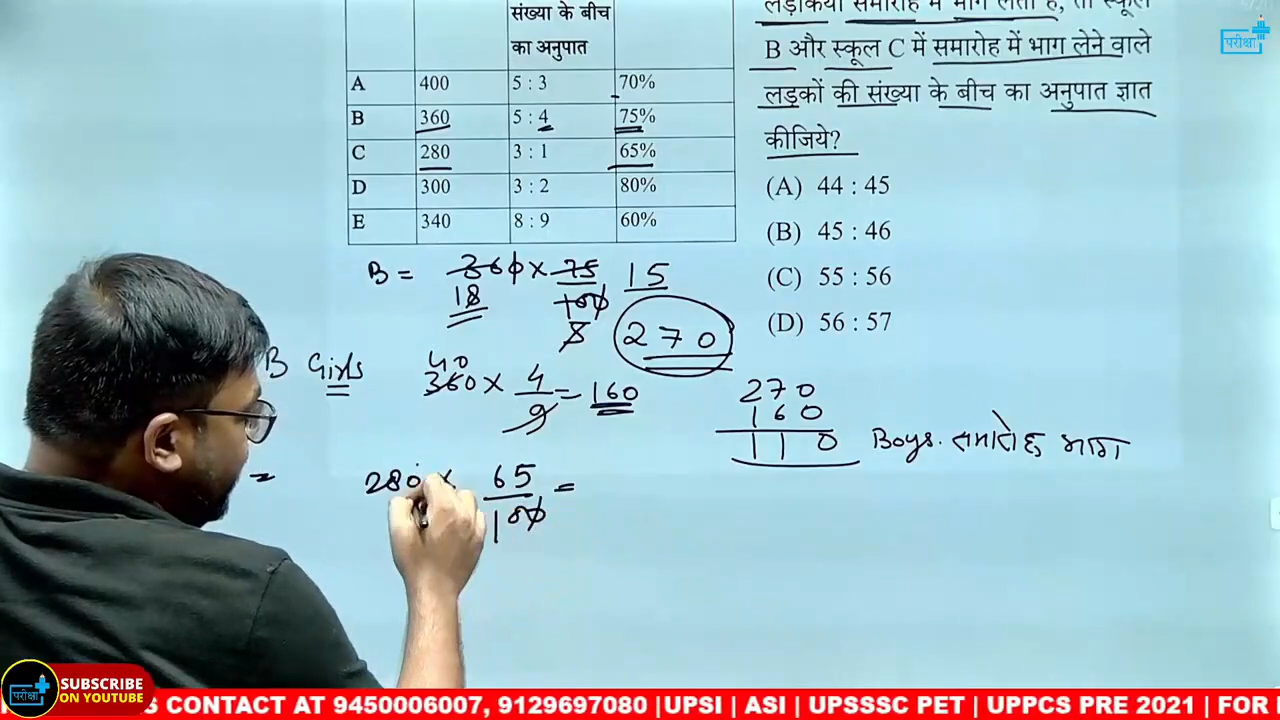 संख्या के बीच
का अनुपात
A 400 5 : 3 70%
B 360 5 : 4 75%
C 280 3 : 1 65%
D 300 3 : 2 80%
E 340 8 : 9 60%
लड़कियाँ समारोह में भाग लेती हैं, तो स्कूल
B और स्कूल C में समारोह में भाग लेने वाले
लड़कों की संख्या के बीच का अनुपात ज्ञात
कीजिये?
(A) 44 : 45
(B) 45 : 46
(C) 55 : 56
(D) 56 : 57
परीक्षा
B = 360 × 75 15
18 100
270
B Girls 40
360 × 4 = 160
9
270
160
110 Boys. समारोह भाग
= 280 × 65 =
100
परीक्षा
SUBSCRIBE
ON YOUTUBE
S CONTACT AT 9450006007, 9129697080 |UPSI | ASI | UPSSSC PET | UPPCS PRE 2021 | FOR